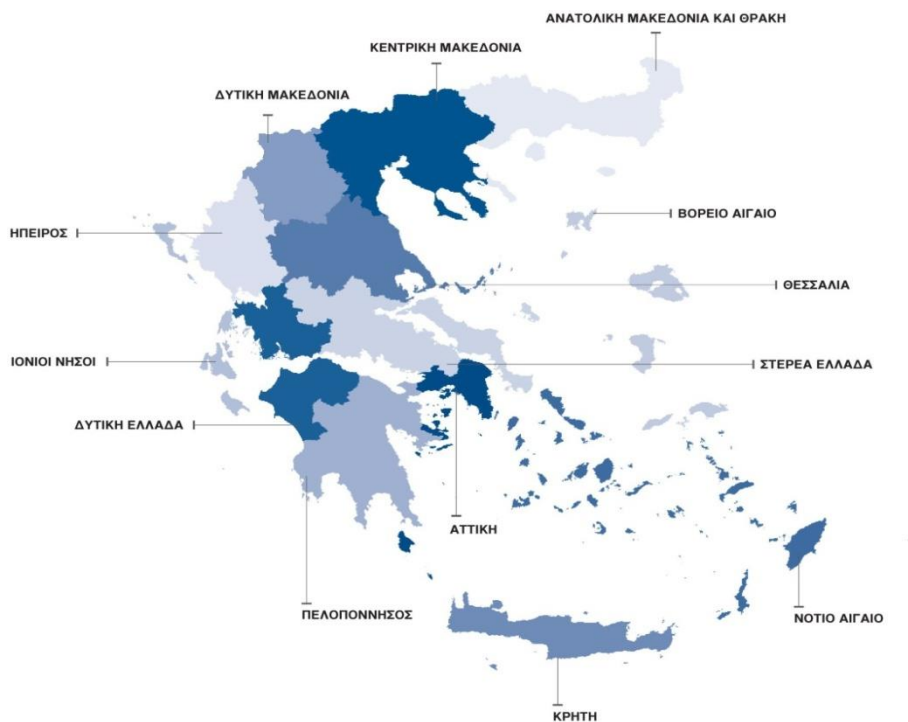 ΑΝΑΤΟΛΙΚΗ ΜΑΚΕΔΟΝΙΑ ΚΑΙ ΘΡΑΚΗ
ΚΕΝΤΡΙΚΗ ΜΑΚΕΔΟΝΙΑ
ΔΥΤΙΚΗ ΜΑΚΕΔΟΝΙΑ
ΒΟΡΕΙΟ ΑΙΓΑΙΟ
ΗΠΕΙΡΟΣ
ΘΕΣΣΑΛΙΑ
ΙΟΝΙΟΙ ΝΗΣΟΙ
ΣΤΕΡΕΑ ΕΛΛΑΔΑ
ΔΥΤΙΚΗ ΕΛΛΑΔΑ
ΑΤΤΙΚΗ
ΠΕΛΟΠΟΝΝΗΣΟΣ
ΝΟΤΙΟ ΑΙΓΑΙΟ
ΚΡΗΤΗ